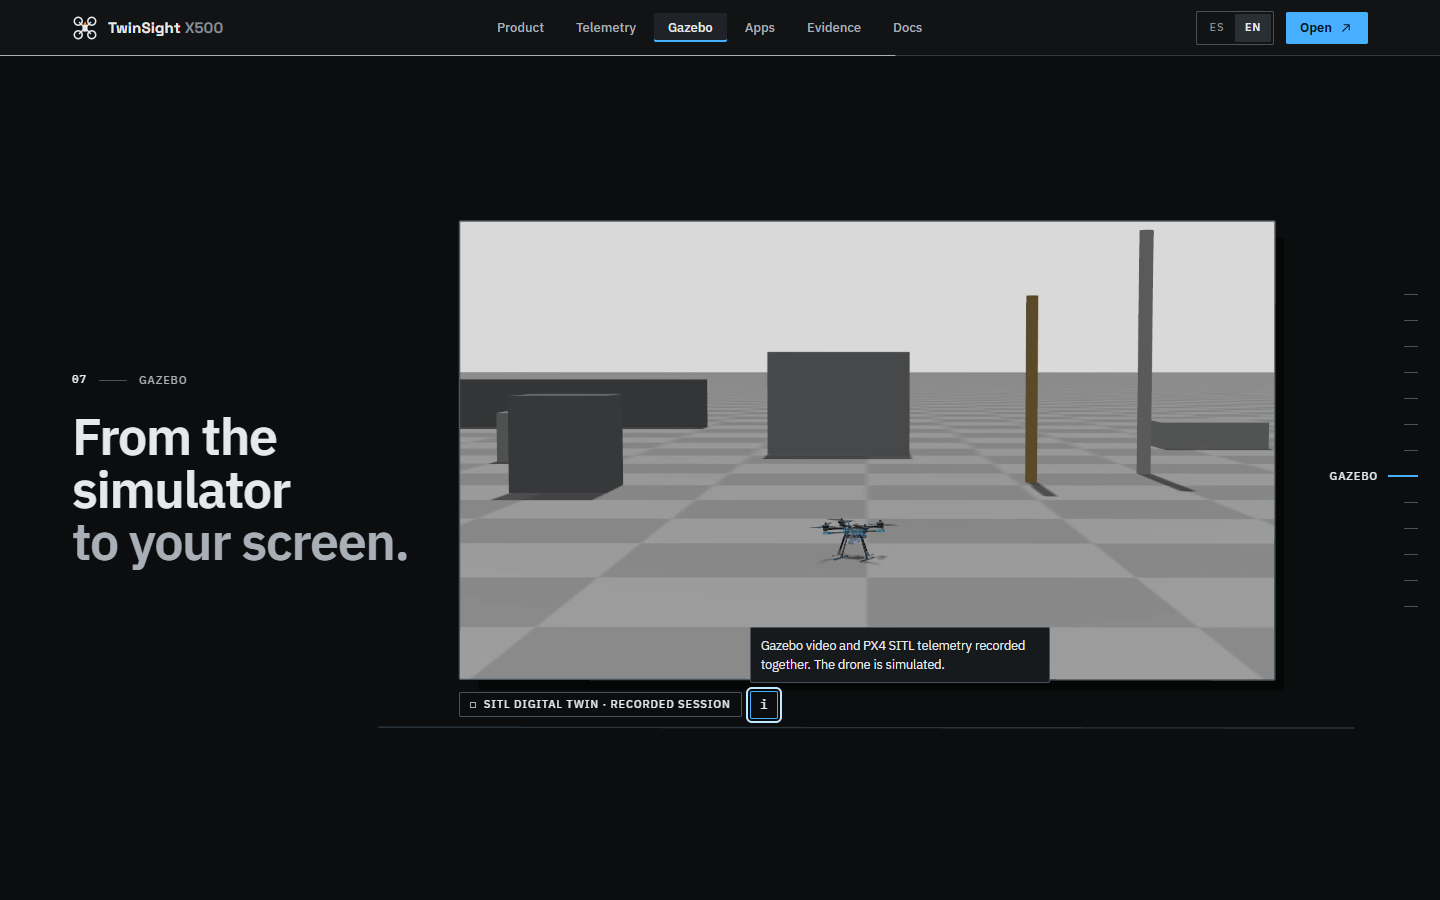 TwinSight X500
Product
Telemetry
Gazebo
Apps
Evidence
Docs
ES
EN
Open
07
GAZEBO
From the
simulator
to your screen.
Gazebo video and PX4 SITL telemetry recorded
together. The drone is simulated.
SITL DIGITAL TWIN · RECORDED SESSION
i
GAZEBO